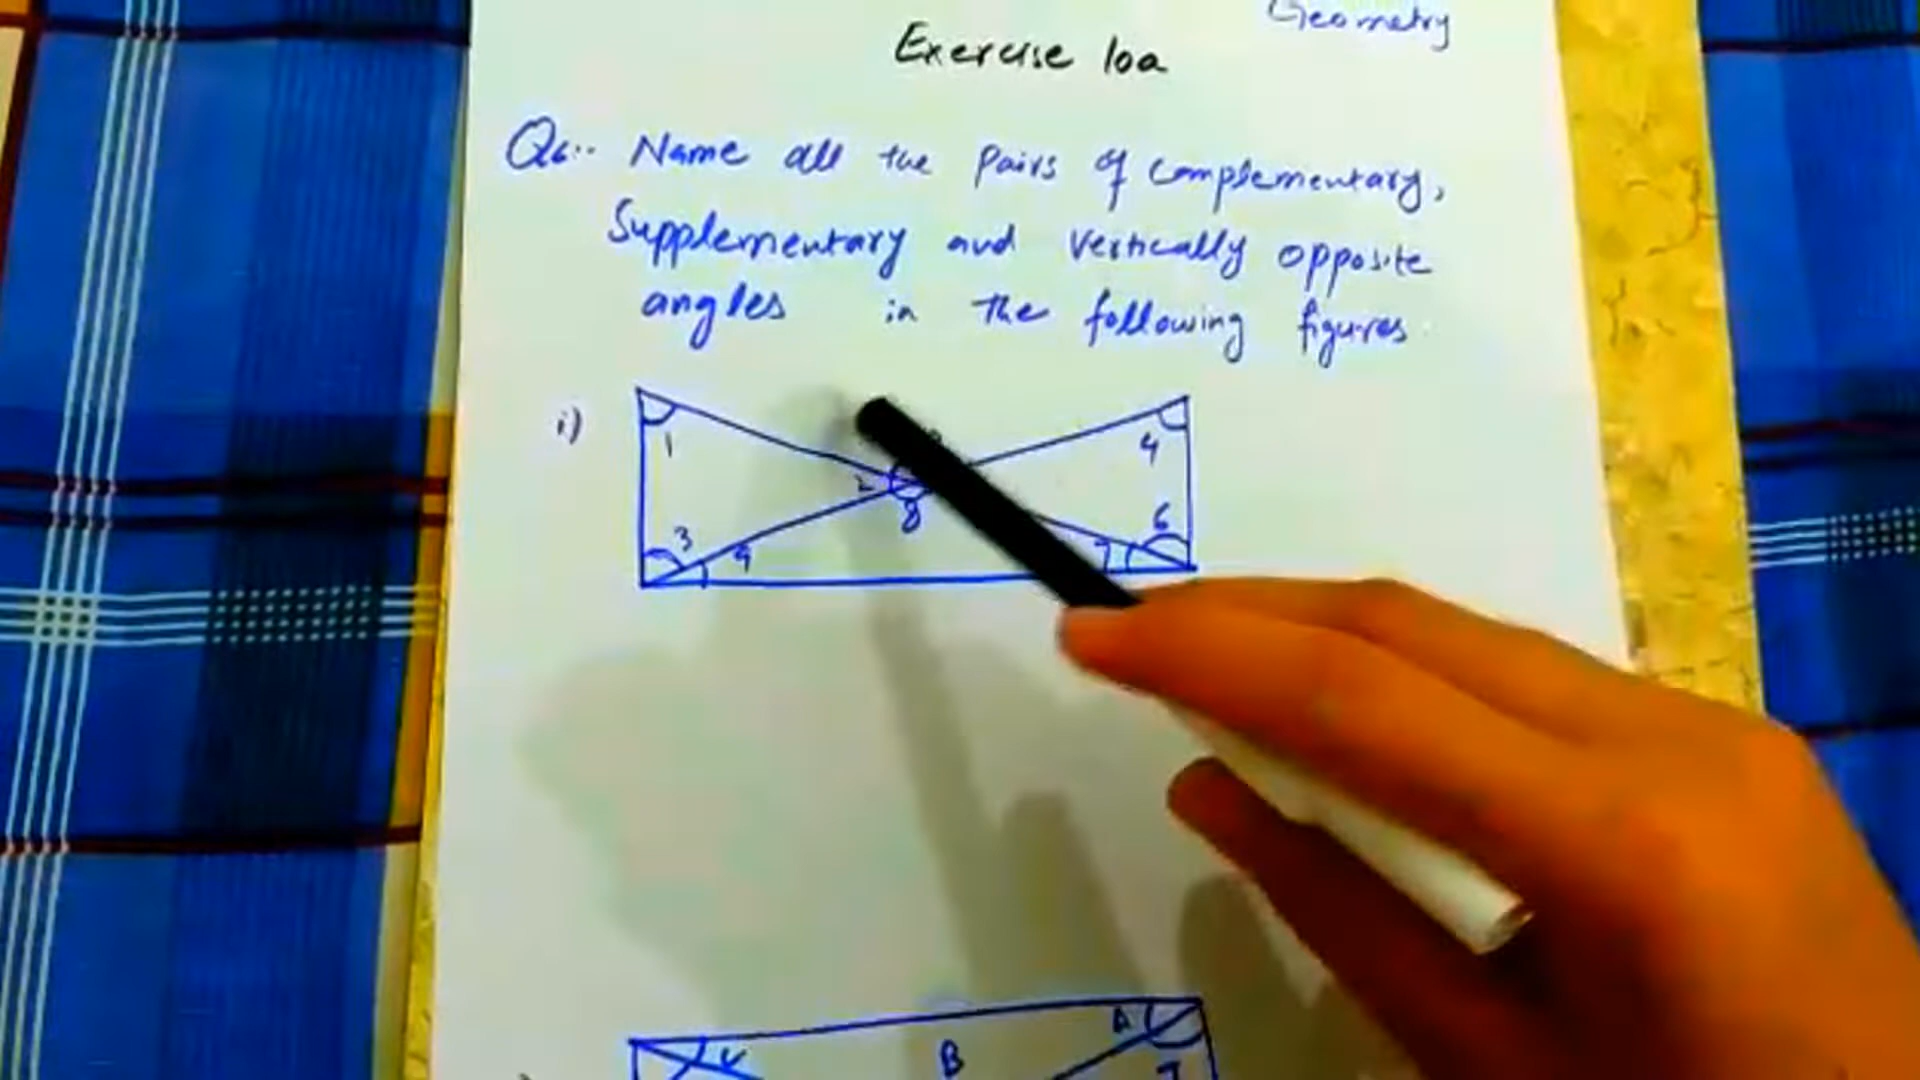 Geometry
Exercise 10a
Q6:- Name all the Pairs of Complementary,
Supplementary and Vertically opposite
angles in the following figures.
i)
1
4
2
8
3
9
7
6
A
B